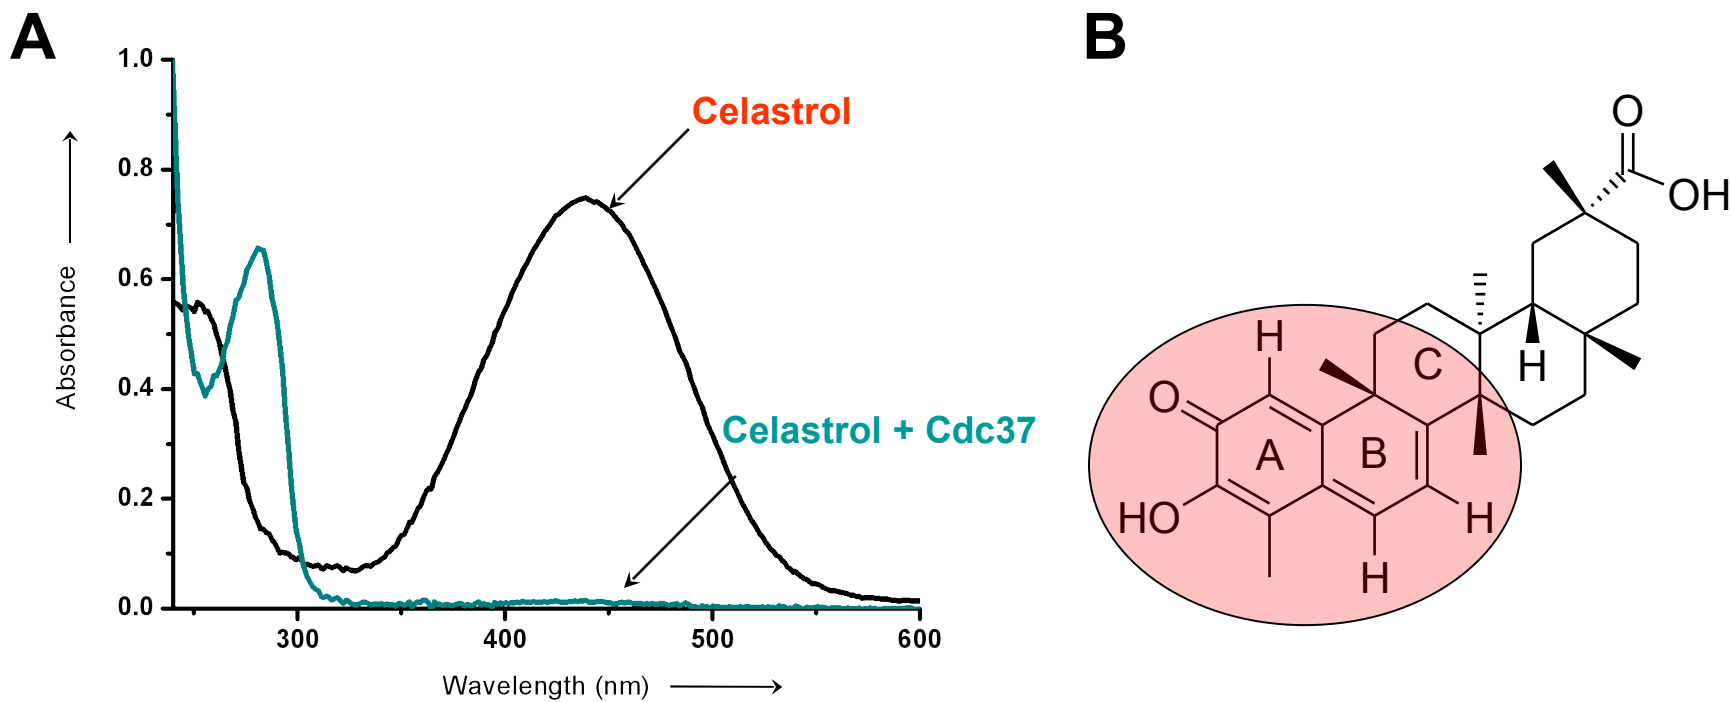 A
B
1.0
0.8
0.6
0.4
0.2
0.0
Absorbance
300
400
500
600
Wavelength (nm)
Celastrol
Celastrol + Cdc37
O
OH
H
H
C
O
A
B
HO
H
H